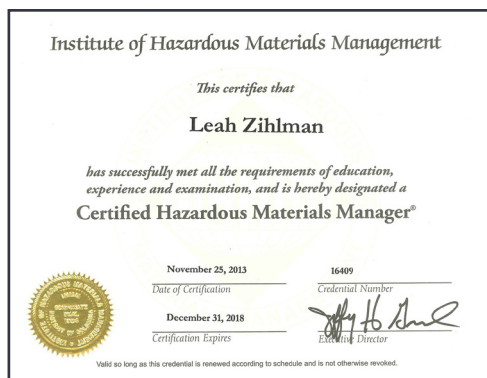 Institute of Hazardous Materials Management
This certifies that
Leah Zihlman
has successfully met all the requirements of education,
experience and examination, and is hereby designated a
Certified Hazardous Materials Manager®
November 25, 2013
16409
Date of Certification
Credential Number
December 31, 2018
Certification Expires
Executive Director
Valid so long as this credential is renewed according to schedule and is not otherwise revoked.